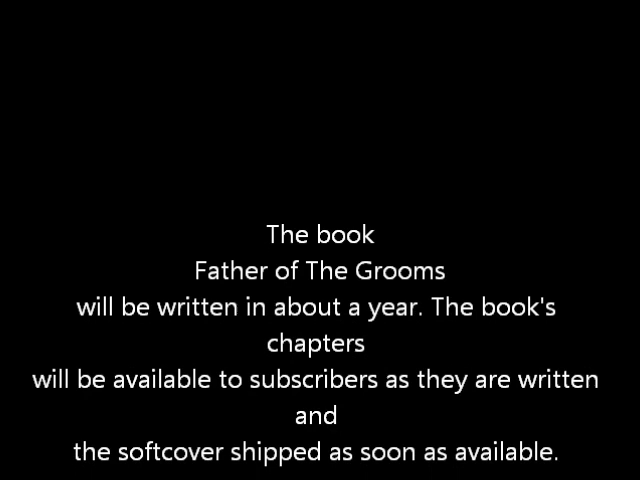 The book
Father of The Grooms
will be written in about a year. The book's
chapters
will be available to subscribers as they are written
and
the softcover shipped as soon as available.